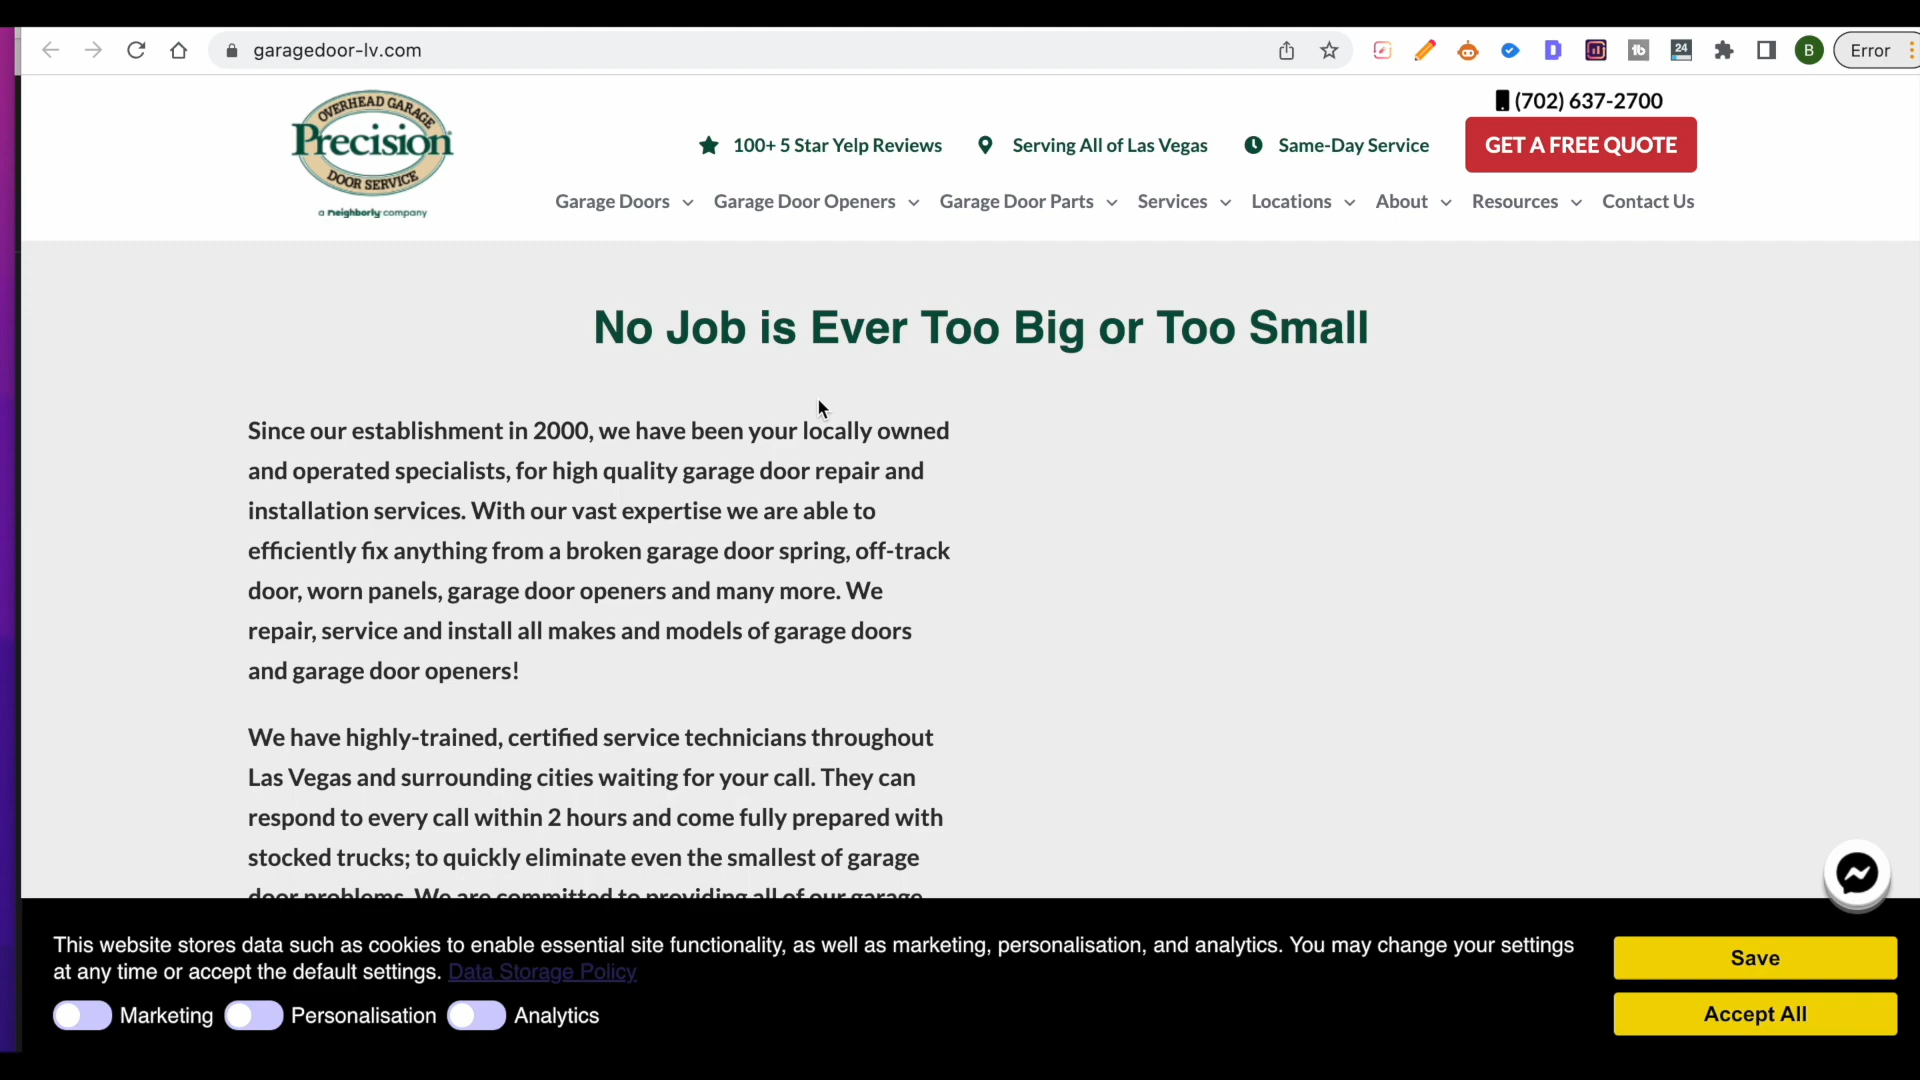 garagedoor-lv.com
24
B
Error
OVERHEAD GARAGE
Precision
DOOR SERVICE
a neighborly company
(702) 637-2700
100+ 5 Star Yelp Reviews
Serving All of Las Vegas
Same-Day Service
GET A FREE QUOTE
Garage Doors
Garage Door Openers
Garage Door Parts
Services
Locations
About
Resources
Contact Us
No Job is Ever Too Big or Too Small
Since our establishment in 2000, we have been your locally owned
and operated specialists, for high quality garage door repair and
installation services. With our vast expertise we are able to
efficiently fix anything from a broken garage door spring, off-track
door, worn panels, garage door openers and many more. We
repair, service and install all makes and models of garage doors
and garage door openers!
We have highly-trained, certified service technicians throughout
Las Vegas and surrounding cities waiting for your call. They can
respond to every call within 2 hours and come fully prepared with
stocked trucks; to quickly eliminate even the smallest of garage
door problems. We are committed to providing all of our garage
This website stores data such as cookies to enable essential site functionality, as well as marketing, personalisation, and analytics. You may change your settings
at any time or accept the default settings. Data Storage Policy
Marketing
Personalisation
Analytics
Save
Accept All